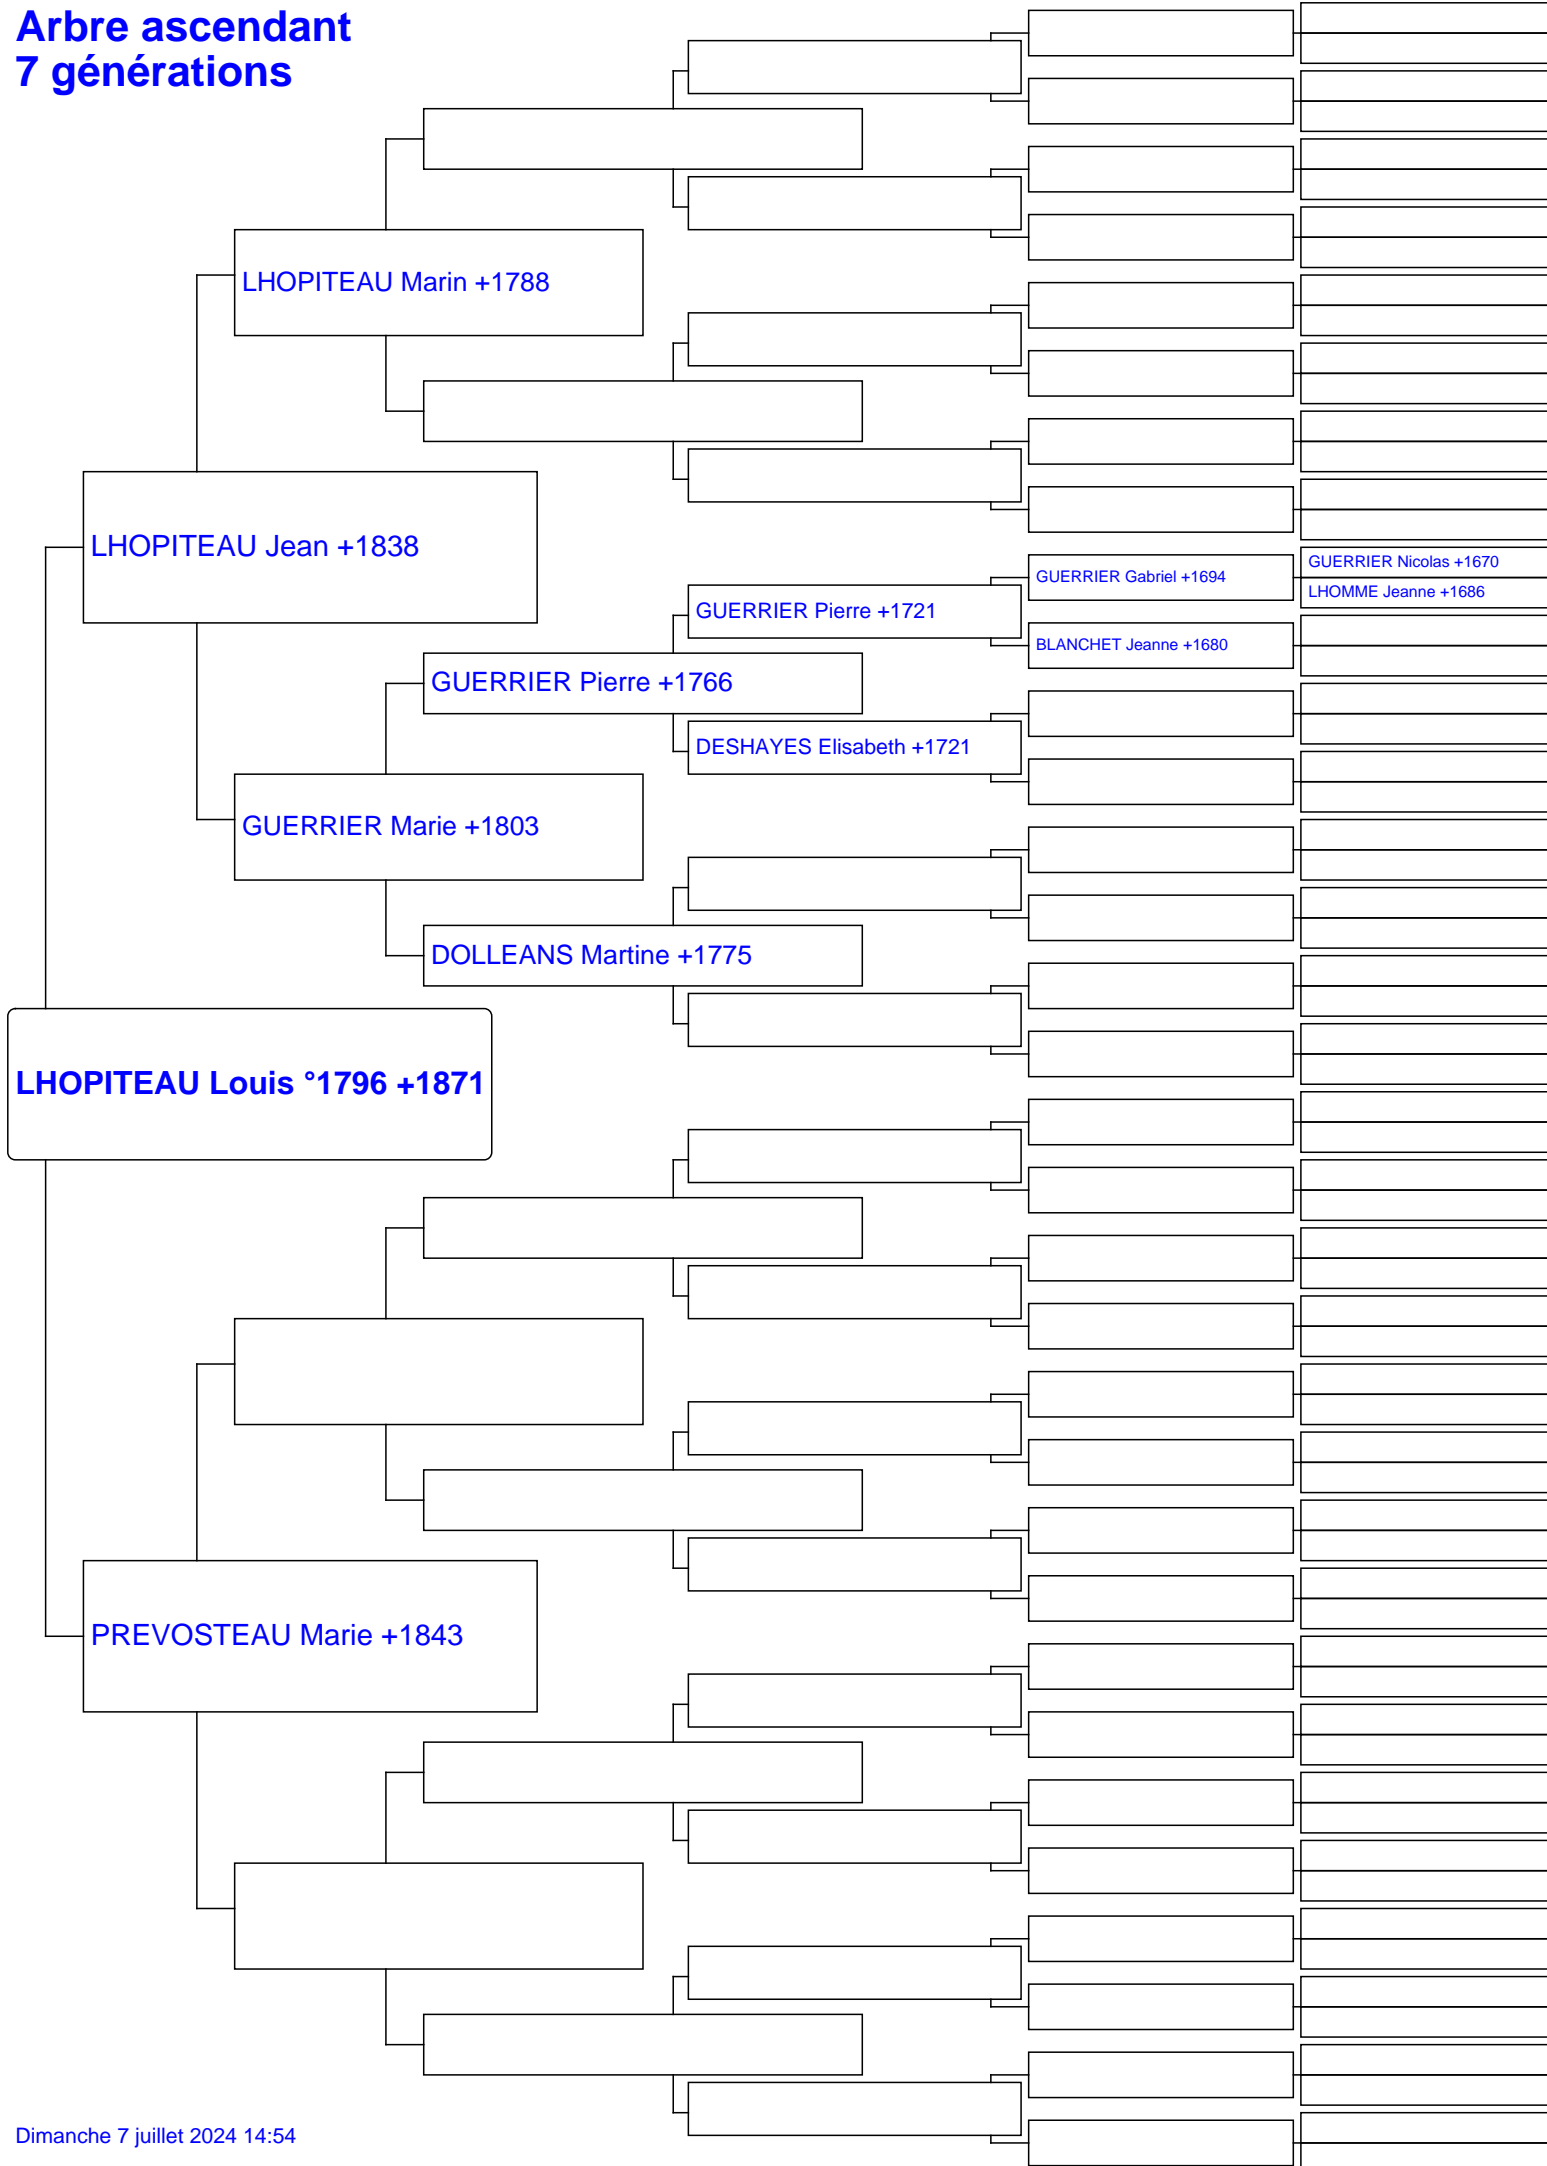 Arbre ascendant
7 générations
LHOPITEAU Marin +1788
LHOPITEAU Jean +1838
GUERRIER Nicolas +1670
GUERRIER Gabriel +1694
LHOMME Jeanne +1686
GUERRIER Pierre +1721
BLANCHET Jeanne +1680
GUERRIER Pierre +1766
DESHAYES Elisabeth +1721
GUERRIER Marie +1803
DOLLEANS Martine +1775
LHOPITEAU Louis °1796 +1871
PREVOSTEAU Marie +1843
Dimanche 7 juillet 2024 14:54